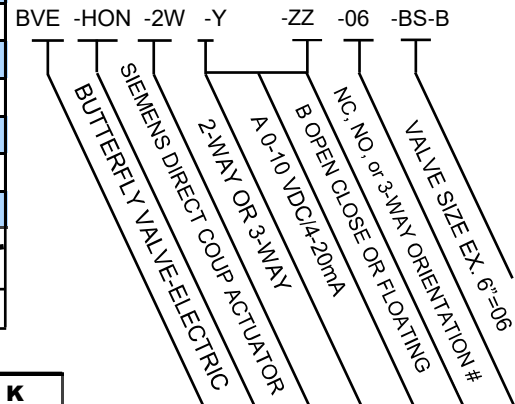 BVE -HON -2W -Y -ZZ -06 -BS-B
BUTTERFLY VALVE-ELECTRIC
SIEMENS DIRECT COUP ACTUATOR
2-WAY OR 3-WAY
A 0-10 VDC/4-20mA
B OPEN CLOSE OR FLOATING
NC, NO, or 3-WAY ORIENTATION #
VALVE SIZE EX. 6"=06
K